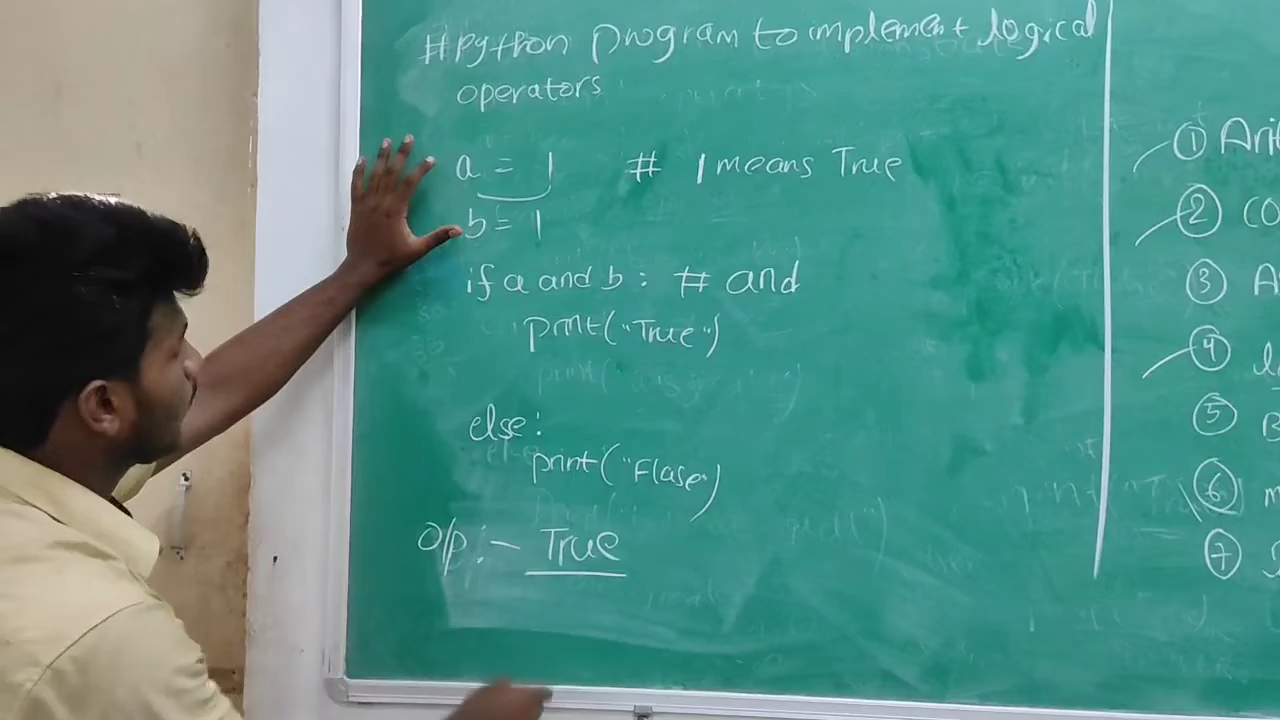 #Python program to implement logical
operators
a = 1 # 1 means True
b = 1
if a and b : # and
print("True")
else:
print("Flase")
O/p :- True
① Ari
② CO
③ A
④ lo
⑤ B
⑥ m
⑦